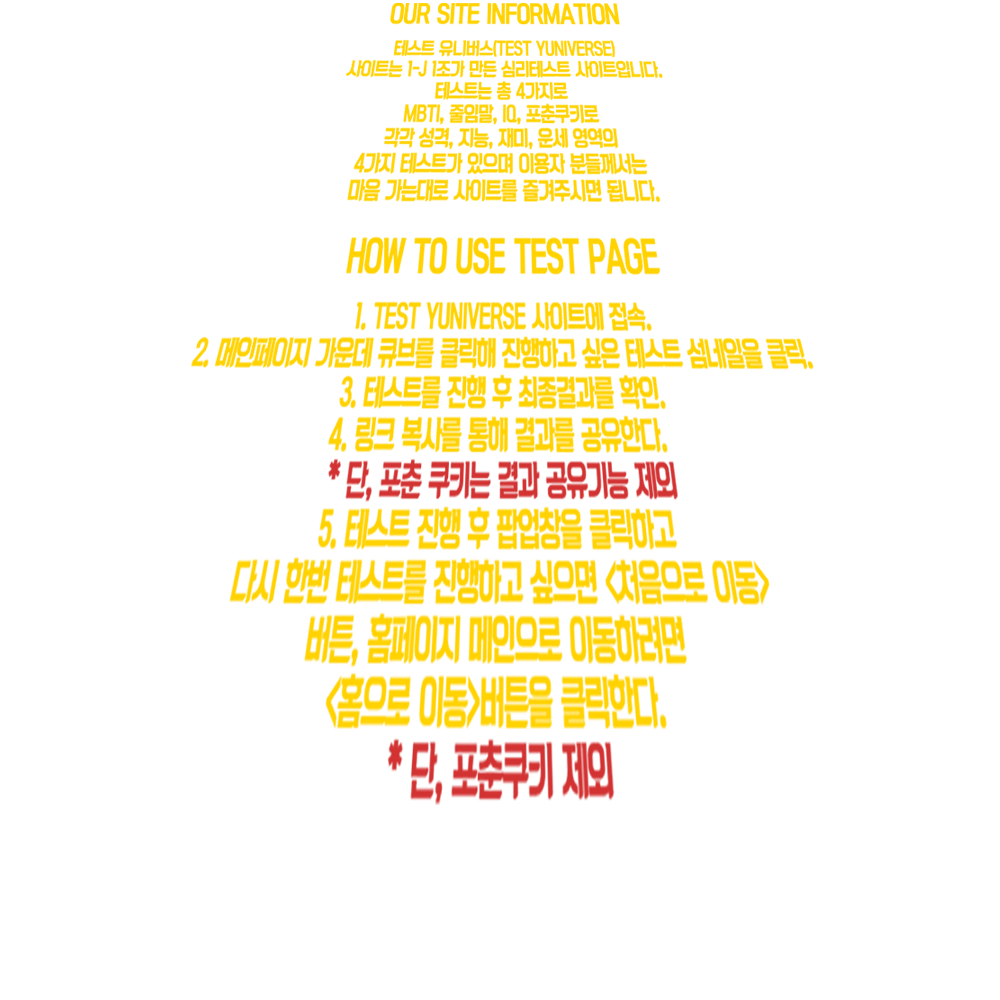 OUR SITE INFORMATION
테스트 유니버스(TEST YUNIVERSE)
사이트는 1-J 1조가 만든 심리테스트 사이트입니다.
테스트는 총 4가지로
MBTI, 줄임말, IQ, 포춘쿠키로
각각 성격, 지능, 재미, 운세 영역의
4가지 테스트가 있으며 이용자 분들께서는
마음 가는대로 사이트를 즐겨주시면 됩니다.
HOW TO USE TEST PAGE
1. TEST YUNIVERSE 사이트에 접속.
2. 메인페이지 가운데 큐브를 클릭해 진행하고 싶은 테스트 섬네일을 클릭.
3. 테스트를 진행 후 최종결과를 확인.
4. 링크 복사를 통해 결과를 공유한다.
* 단, 포춘 쿠키는 결과 공유기능 제외
5. 테스트 진행 후 팝업창을 클릭하고
다시 한번 테스트를 진행하고 싶으면 <처음으로 이동>
버튼, 홈페이지 메인으로 이동하려면
<홈으로 이동>버튼을 클릭한다.
* 단, 포춘쿠키 제외